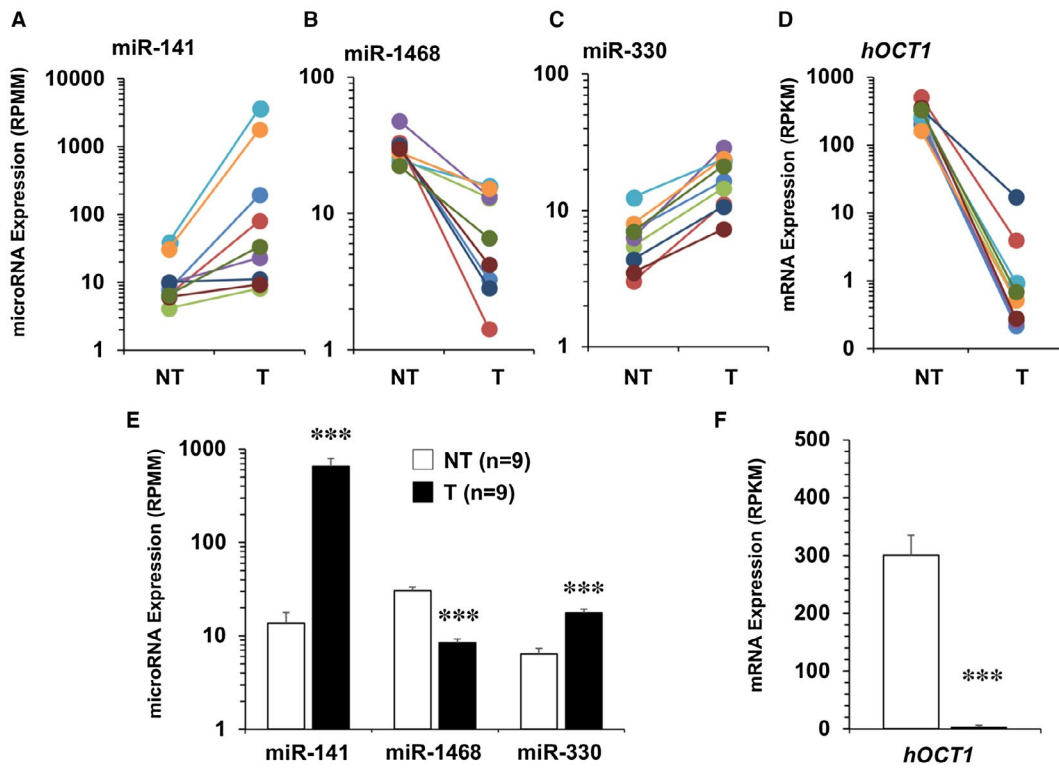 A
B
C
D
miR-141
miR-1468
miR-330
hOCT1
microRNA Expression (RPMM)
10000
1000
100
10
1
NT T
100
10
1
NT T
100
10
1
NT T
mRNA Expression (RPKM)
1000
100
10
1
0
NT T
E
microRNA Expression (RPMM)
1000
100
10
1
***
***
***
NT (n=9)
T (n=9)
miR-141 miR-1468 miR-330
F
mRNA Expression (RPKM)
500
400
300
200
100
0
***
hOCT1